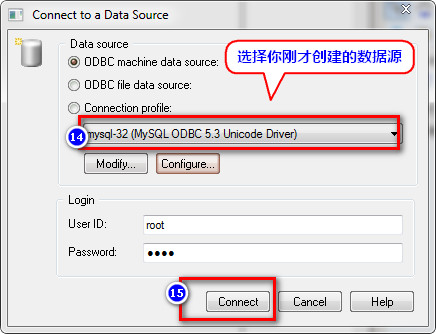 Connect to a Data Source
Data source
ODBC machine data source:
选择你刚才创建的数据源
ODBC file data source:
Connection profile:
14
mysql-32 (MySQL ODBC 5.3 Unicode Driver)
Modify...
Configure...
Login
User ID:
root
Password:
●●●●
15
Connect
Cancel
Help